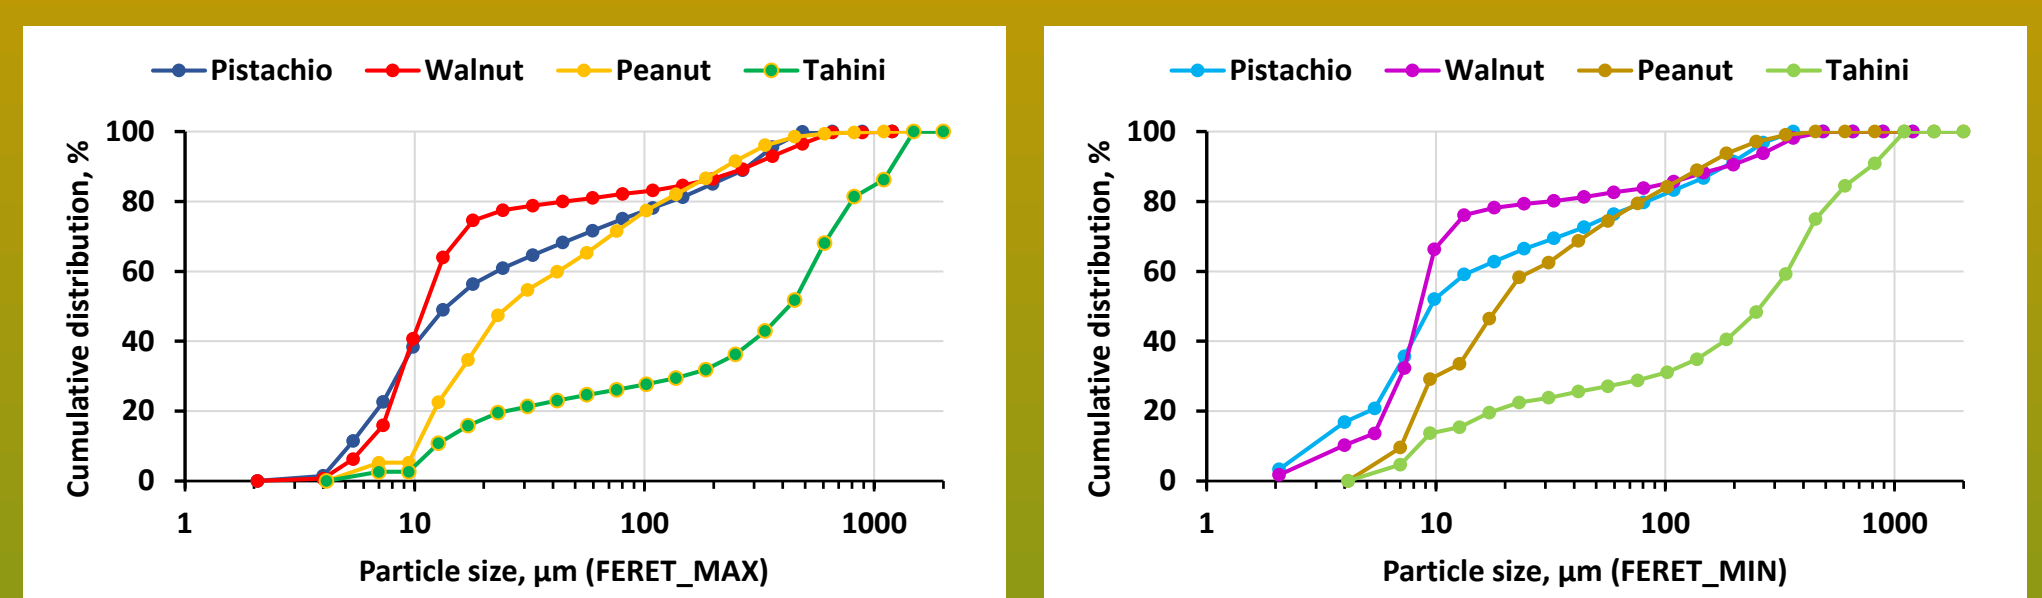 Pistachio Walnut Peanut Tahini
Cumulative distribution, %
100
80
60
40
20
0
1 10 100 1000
Particle size, µm (FERET_MAX)
Pistachio Walnut Peanut Tahini
Cumulative distribution, %
100
80
60
40
20
0
1 10 100 1000
Particle size, µm (FERET_MIN)